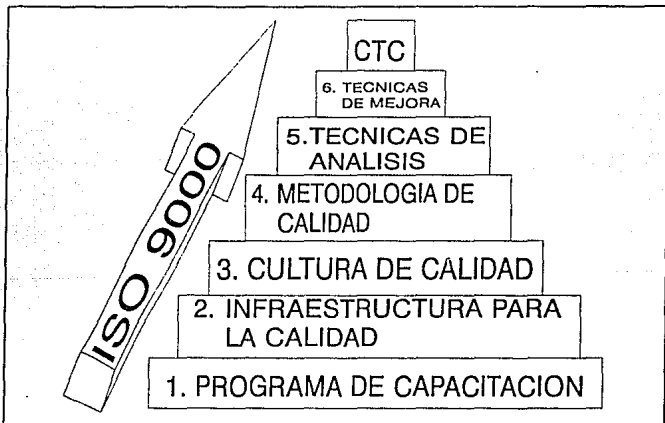 CTC
6. TECNICAS
DE MEJORA
5.TECNICAS DE
ANALISIS
4. METODOLOGIA DE
CALIDAD
3. CULTURA DE CALIDAD
2. INFRAESTRUCTURA PARA
LA CALIDAD
1. PROGRAMA DE CAPACITACION
ISO 9000